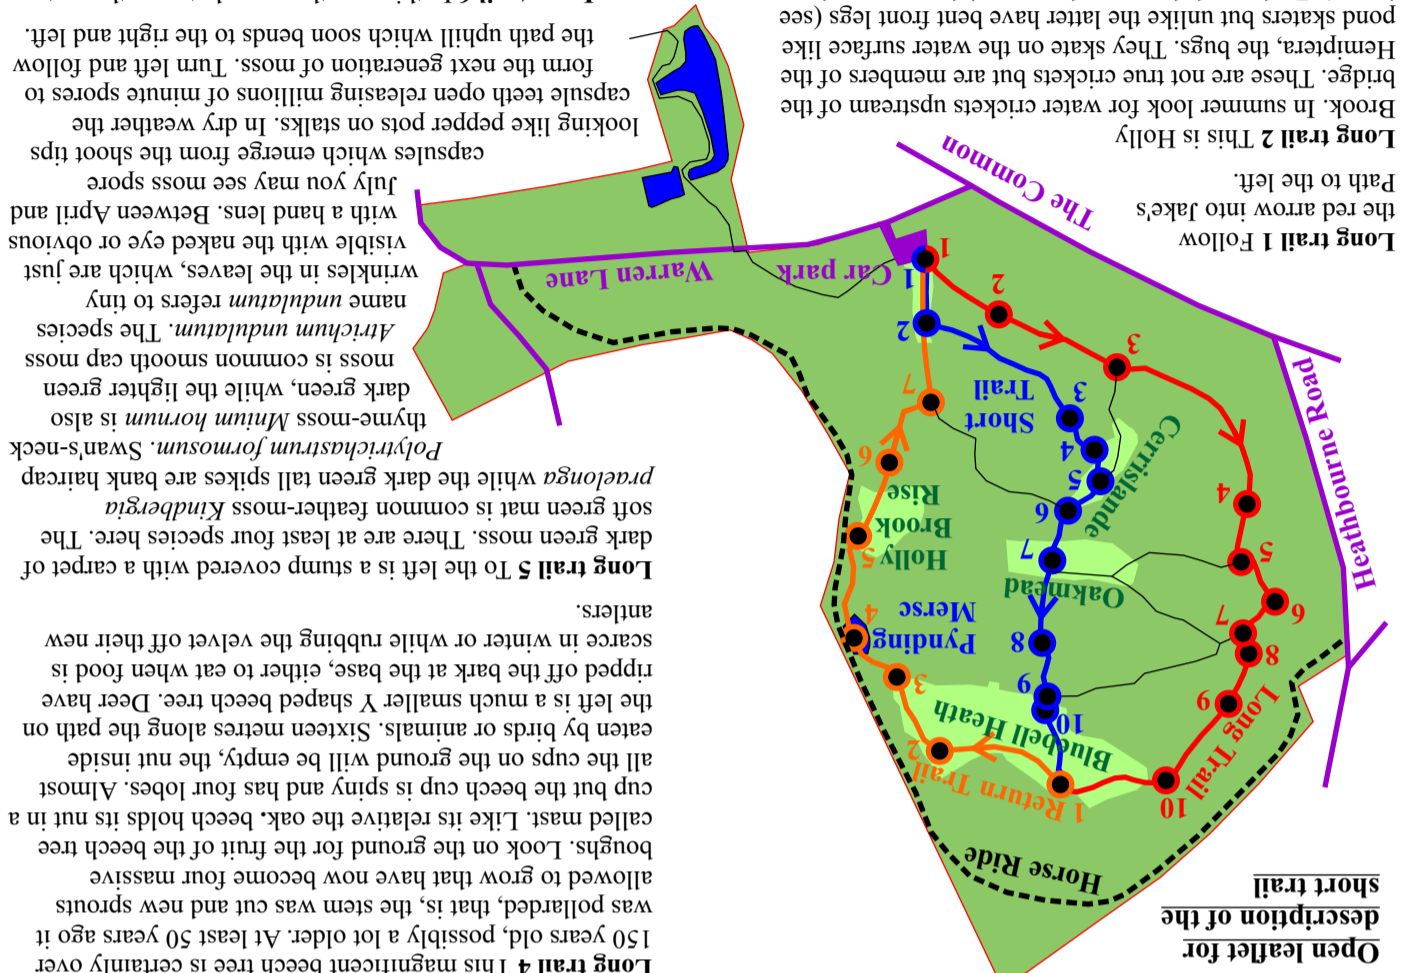 Open leaflet for
description of the
short trail
Horse Ride
10
Long Trail
1 Return Trail
2
Bluebell Heath
9
10
9
3
8
7
8
Pynding
Mersc
6
4
Oakmead
5
7
5
Holly
Brook
Rise
4
6
5
Cerrislande
4
6
3
Short
Trail
7
3
2
2
1
1
Car park
Warren Lane
Heathbourne Road
The Common
Long trail 1 Follow
the red arrow into Jake's
Path to the left.
Long trail 2 This is Holly
Brook. In summer look for water crickets upstream of the
bridge. These are not true crickets but are members of the
Hemiptera, the bugs. They skate on the water surface like
pond skaters but unlike the latter have bent front legs (see
Long trail 4 This magnificent beech tree is certainly over
150 years old, possibly a lot older. At least 50 years ago it
was pollarded, that is, the stem was cut and new sprouts
allowed to grow that have now become four massive
boughs. Look on the ground for the fruit of the beech tree
called mast. Like its relative the oak. beech holds its nut in a
cup but the beech cup is spiny and has four lobes. Almost
all the cups on the ground will be empty, the nut inside
eaten by birds or animals. Sixteen metres along the path on
the left is a much smaller Y shaped beech tree. Deer have
ripped off the bark at the base, either to eat when food is
scarce in winter or while rubbing the velvet off their new
antlers.
Long trail 5 To the left is a stump covered with a carpet of
dark green moss. There are at least four species here. The
soft green mat is common feather-moss Kindbergia
praelonga while the dark green tall spikes are bank haircap
Polytrichastrum formosum. Swan's-neck
thyme-moss Mnium hornum is also
dark green, while the lighter green
moss is common smooth cap moss
Atrichum undulatum. The species
name undulatum refers to tiny
wrinkles in the leaves, which are just
visible with the naked eye or obvious
with a hand lens. Between April and
July you may see moss spore
capsules which emerge from the shoot tips
looking like pepper pots on stalks. In dry weather the
capsule teeth open releasing millions of minute spores to
form the next generation of moss. Turn left and follow
the path uphill which soon bends to the right and left.